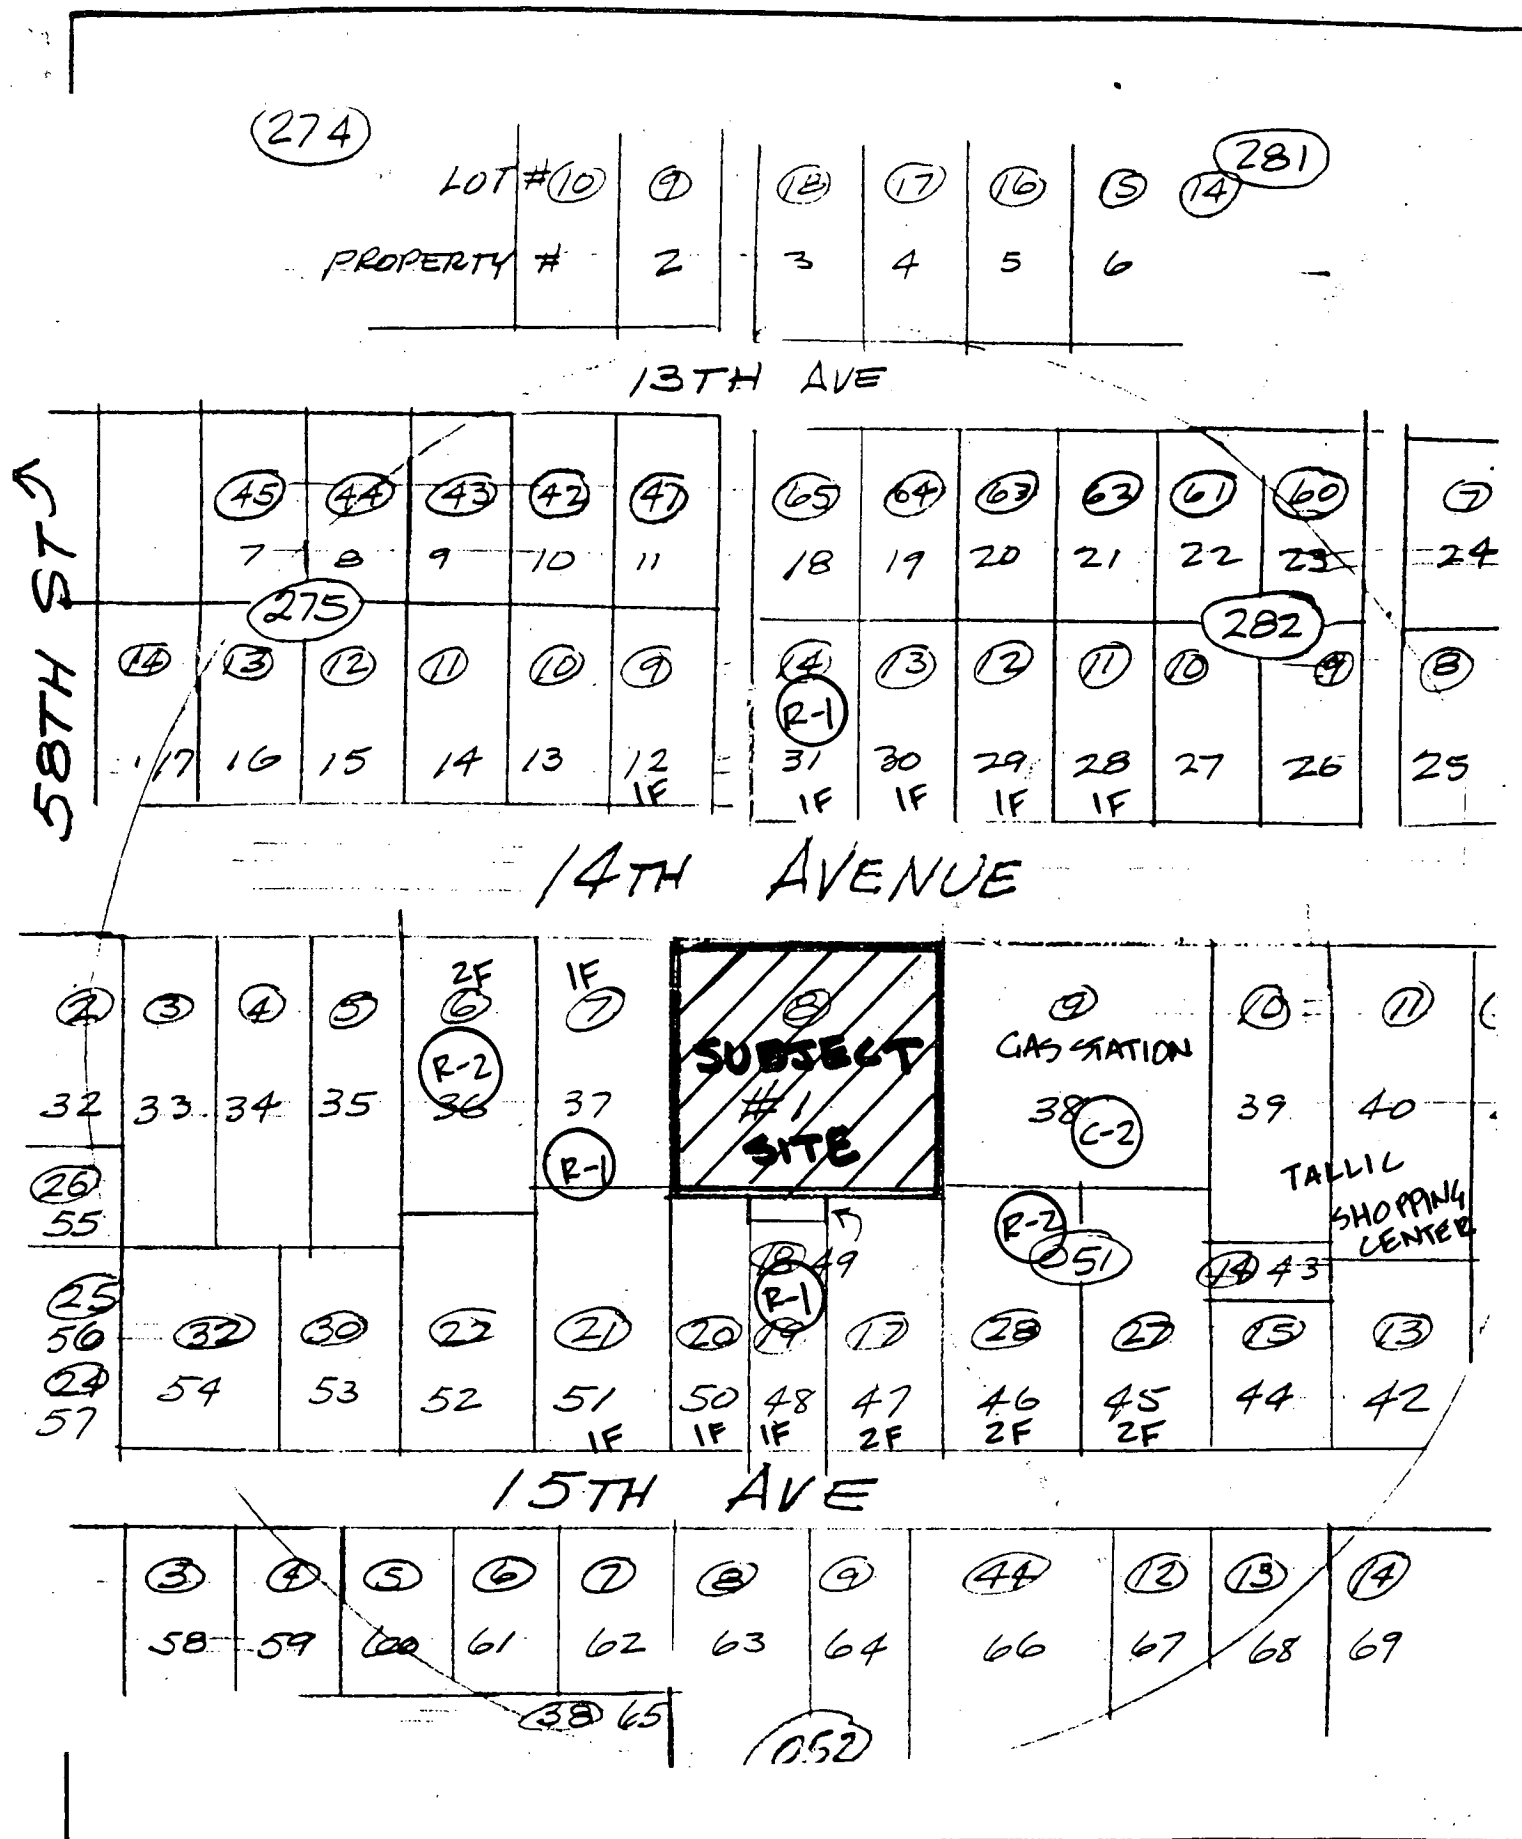 274
281
LOT # 10 9 18 17 16 15 14
PROPERTY # 2 3 4 5 6
13TH AVE
58TH ST
45 44 43 42 47 65 64 63 62 61 60 7
7 8 9 10 11 18 19 20 21 22 23 24
275
282
14 13 12 11 10 9 14 13 12 11 10 9 8
R-1
17 16 15 14 13 12 31 30 29 28 27 26 25
1F 1F 1F 1F 1F
14TH AVENUE
2F 1F
2 3 4 5 6 7 8 9 10 11
SUBJECT
GAS STATION
R-2
32 33 34 35 36 37 #1 38 39 40
C-2
SITE
R-1
TALLIC
SHOPPING
CENTER
26
55
R-2
051
18 49
14 43
R-1
25
56
32 30 22 21 20 19 17 28 27 15 13
24
57
54 53 52 51 50 48 47 46 45 44 42
1F 1F 1F 2F 2F 2F
15TH AVE
3 4 5 6 7 8 9 44 12 13 14
58 59 60 61 62 63 64 66 67 68 69
38 65
052